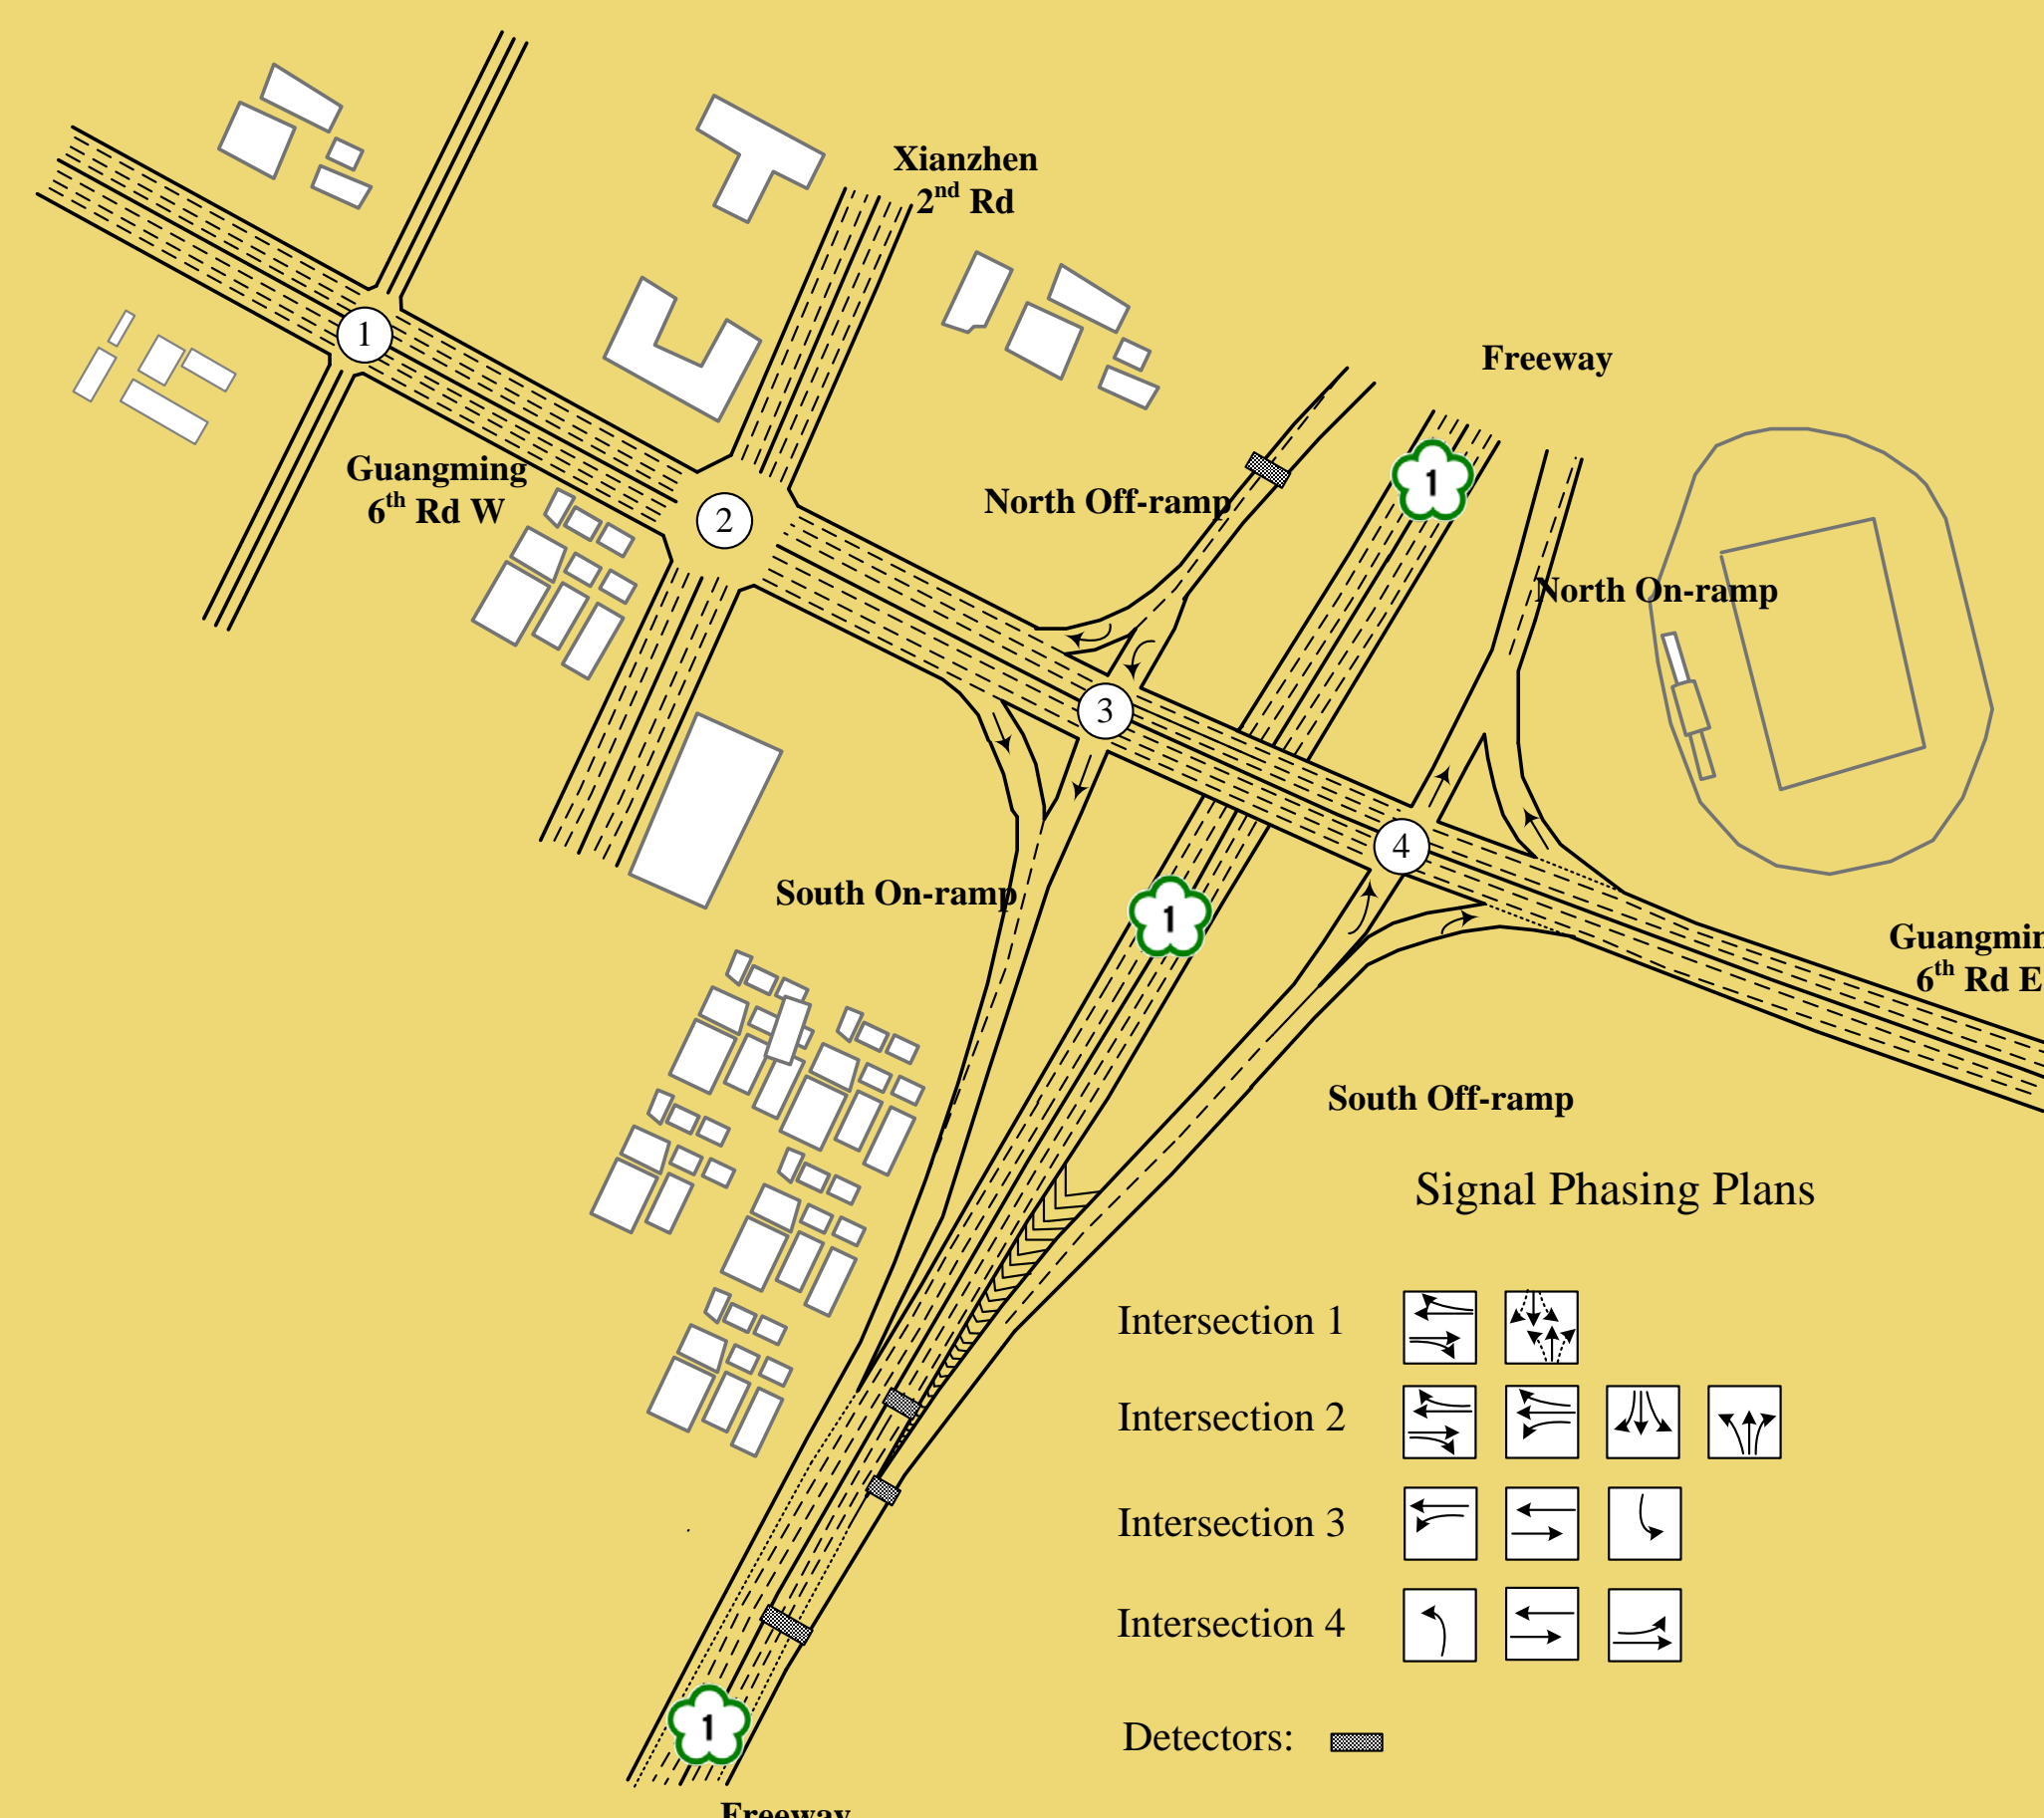 Xianzhen
2nd Rd
1
Freeway
Guangming
6th Rd W
1
North Off-ramp
2
North On-ramp
3
4
South On-ramp
1
Guangmin
6th Rd E
South Off-ramp
Signal Phasing Plans
Intersection 1
Intersection 2
Intersection 3
Intersection 4
1
Detectors:
Freeway